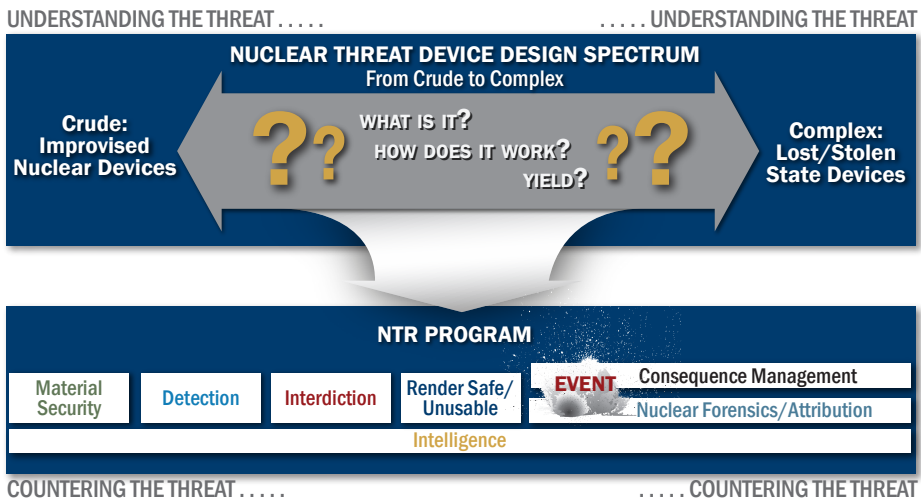 UNDERSTANDING THE THREAT . . . . .
. . . . . UNDERSTANDING THE THREAT
NUCLEAR THREAT DEVICE DESIGN SPECTRUM
From Crude to Complex
Crude:
Improvised
Nuclear Devices
? ?
WHAT IS IT?
HOW DOES IT WORK?
YIELD?
? ?
Complex:
Lost/Stolen
State Devices
NTR PROGRAM
Material
Security
Detection
Interdiction
Render Safe/
Unusable
EVENT
Consequence Management
Nuclear Forensics/Attribution
Intelligence
COUNTERING THE THREAT . . . . .
. . . . . COUNTERING THE THREAT